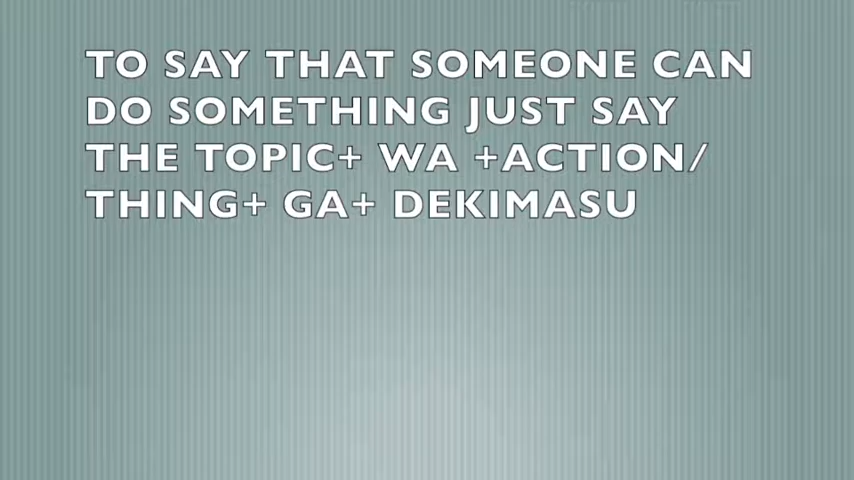 TO SAY THAT SOMEONE CAN
DO SOMETHING JUST SAY
THE TOPIC+ WA +ACTION/
THING+ GA+ DEKIMASU